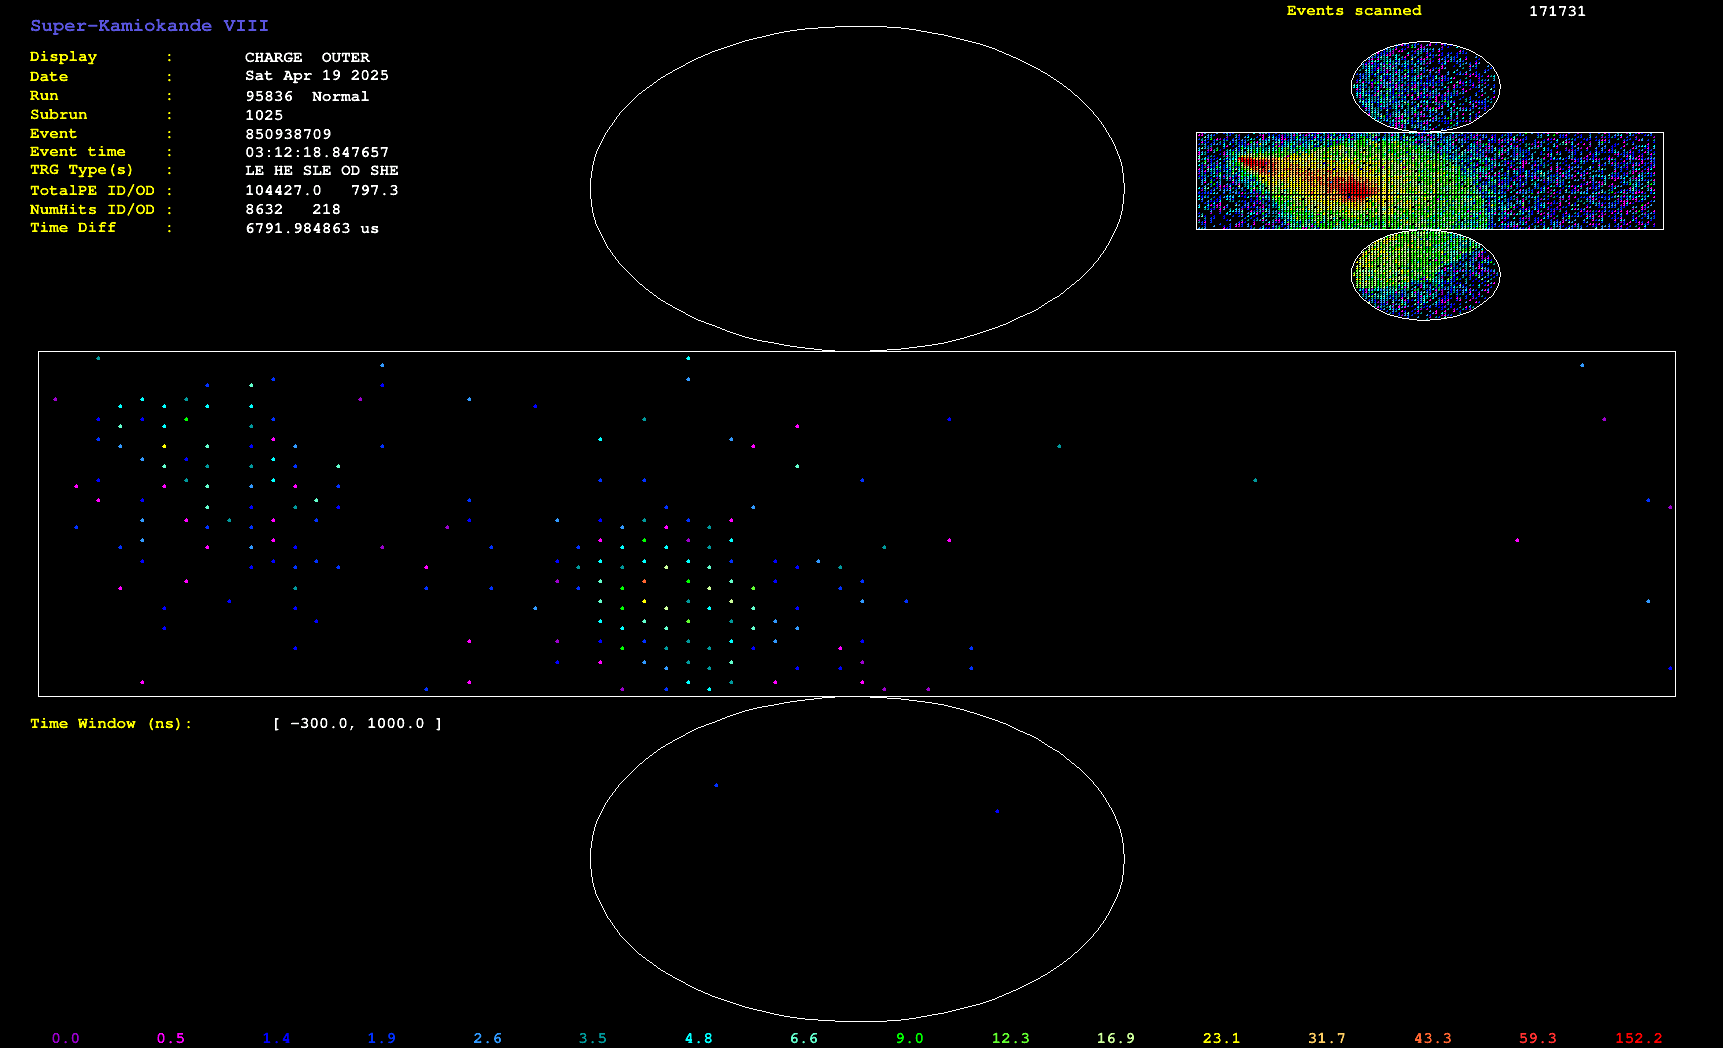 Super-Kamiokande VIII
Events scanned 171731
Display : CHARGE OUTER
Date : Sat Apr 19 2025
Run : 95836 Normal
Subrun : 1025
Event : 850938709
Event time : 03:12:18.847657
TRG Type(s) : LE HE SLE OD SHE
TotalPE ID/OD : 104427.0 797.3
NumHits ID/OD : 8632 218
Time Diff : 6791.984863 us
Time Window (ns): [ -300.0, 1000.0 ]
0.0 0.5 1.4 1.9 2.6 3.5 4.8 6.6 9.0 12.3 16.9 23.1 31.7 43.3 59.3 152.2